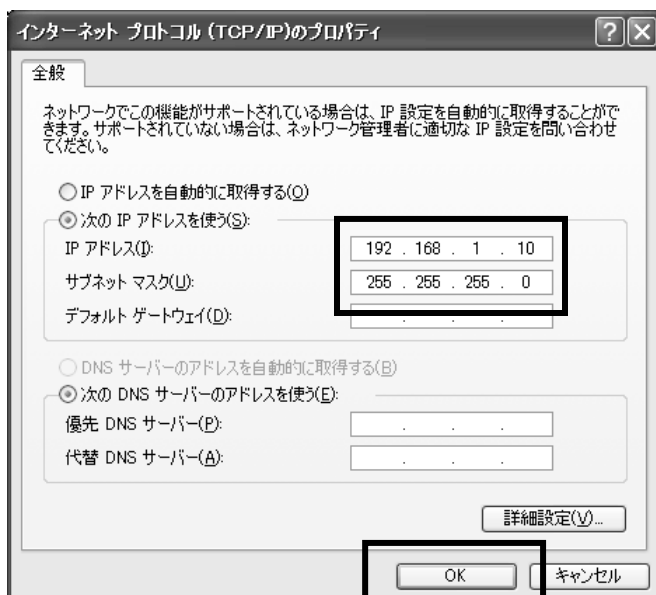 インターネット プロトコル (TCP/IP)のプロパティ
全般
ネットワークでこの機能がサポートされている場合は、IP 設定を自動的に取得することがで
きます。サポートされていない場合は、ネットワーク管理者に適切な IP 設定を問い合わせ
てください。
IP アドレスを自動的に取得する(O)
次の IP アドレスを使う(S):
IP アドレス(I): 192 . 168 . 1 . 10
サブネット マスク(U): 255 . 255 . 255 . 0
デフォルト ゲートウェイ(D): . . .
DNS サーバーのアドレスを自動的に取得する(B)
次の DNS サーバーのアドレスを使う(E):
優先 DNS サーバー(P): . . .
代替 DNS サーバー(A): . . .
詳細設定(V)...
OK キャンセル